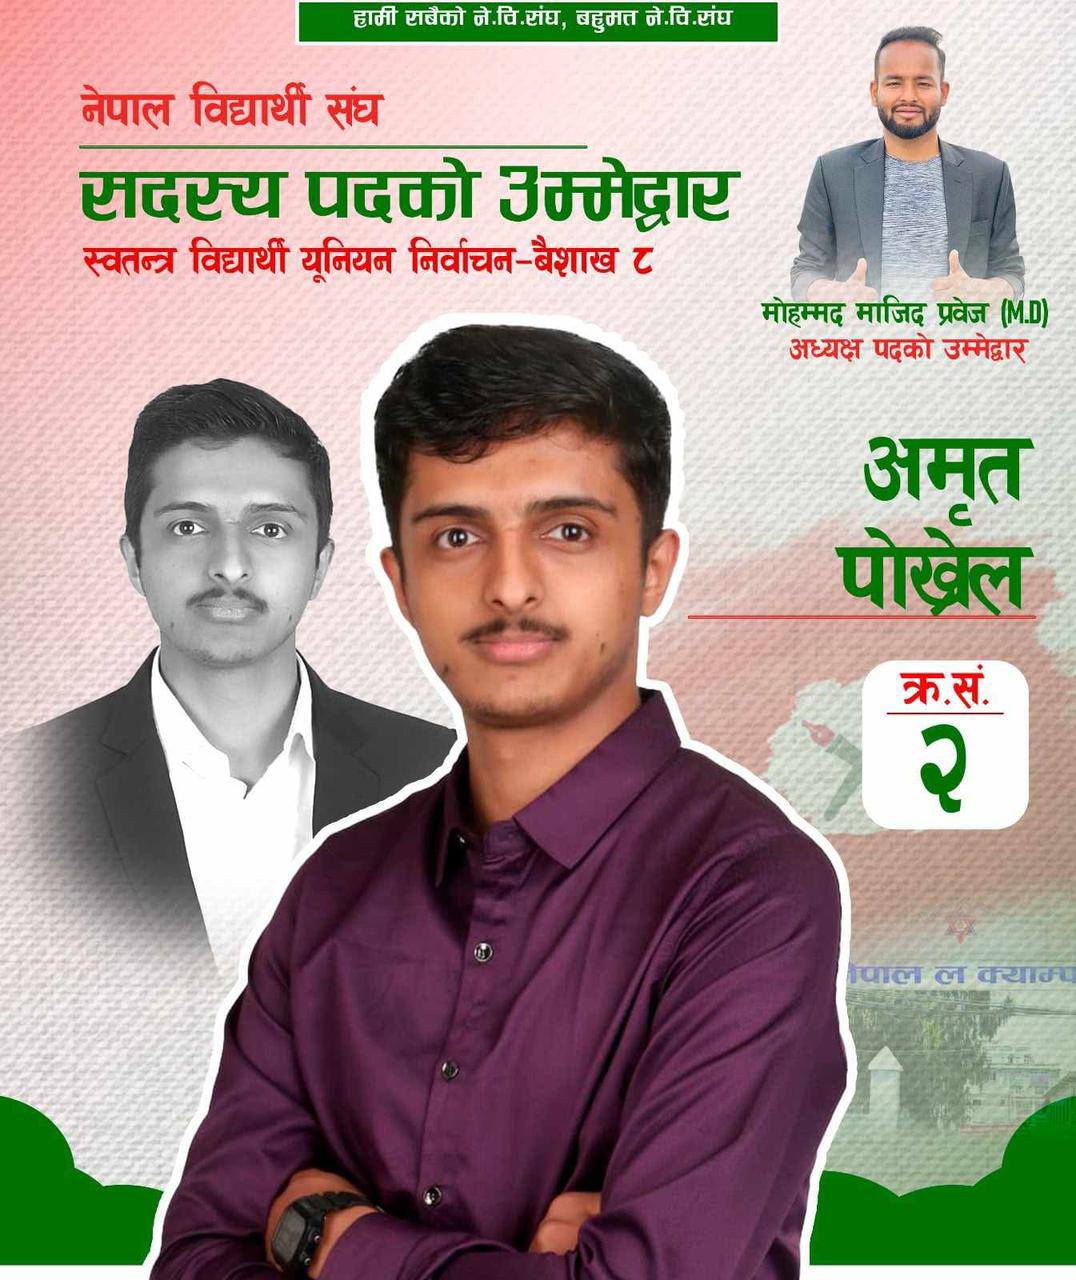 हामी सबैको ने.वि.संघ, बहुमत ने.वि.संघ
नेपाल विद्यार्थी संघ
सदस्य पदको उम्मेद्वार
स्वतन्त्र विद्यार्थी यूनियन निर्वाचन-बैशाख ८
मोहम्मद माजिद प्रवेज (M.D)
अध्यक्ष पदको उम्मेद्वार
अमृत
पोख्रेल
क्र.सं.
२
नेपाल ल क्याम्प